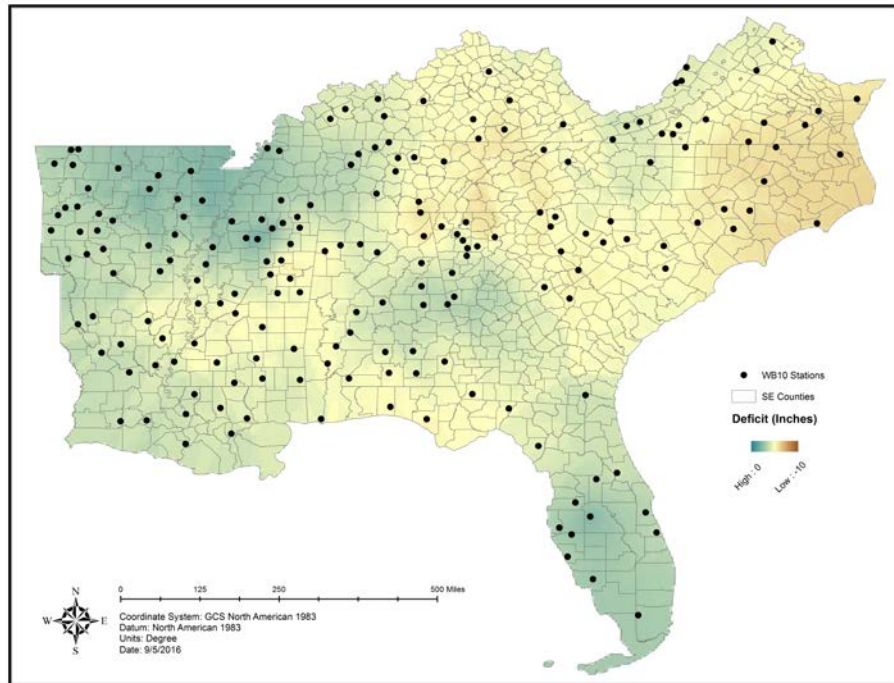 WB10 Stations
SE Counties
Deficit (Inches)
High : 0
Low : -10
0 125 250 500 Miles
N
W E
S
Coordinate System: GCS North American 1983
Datum: North American 1983
Units: Degree
Date: 9/5/2016